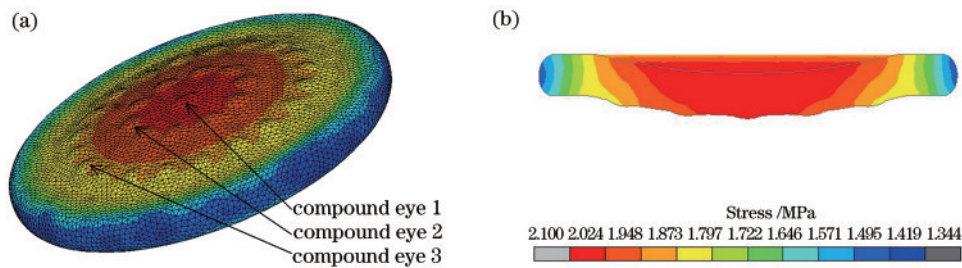 (a)
compound eye 1
compound eye 2
compound eye 3
(b)
Stress /MPa
2.100 2.024 1.948 1.873 1.797 1.722 1.646 1.571 1.495 1.419 1.344